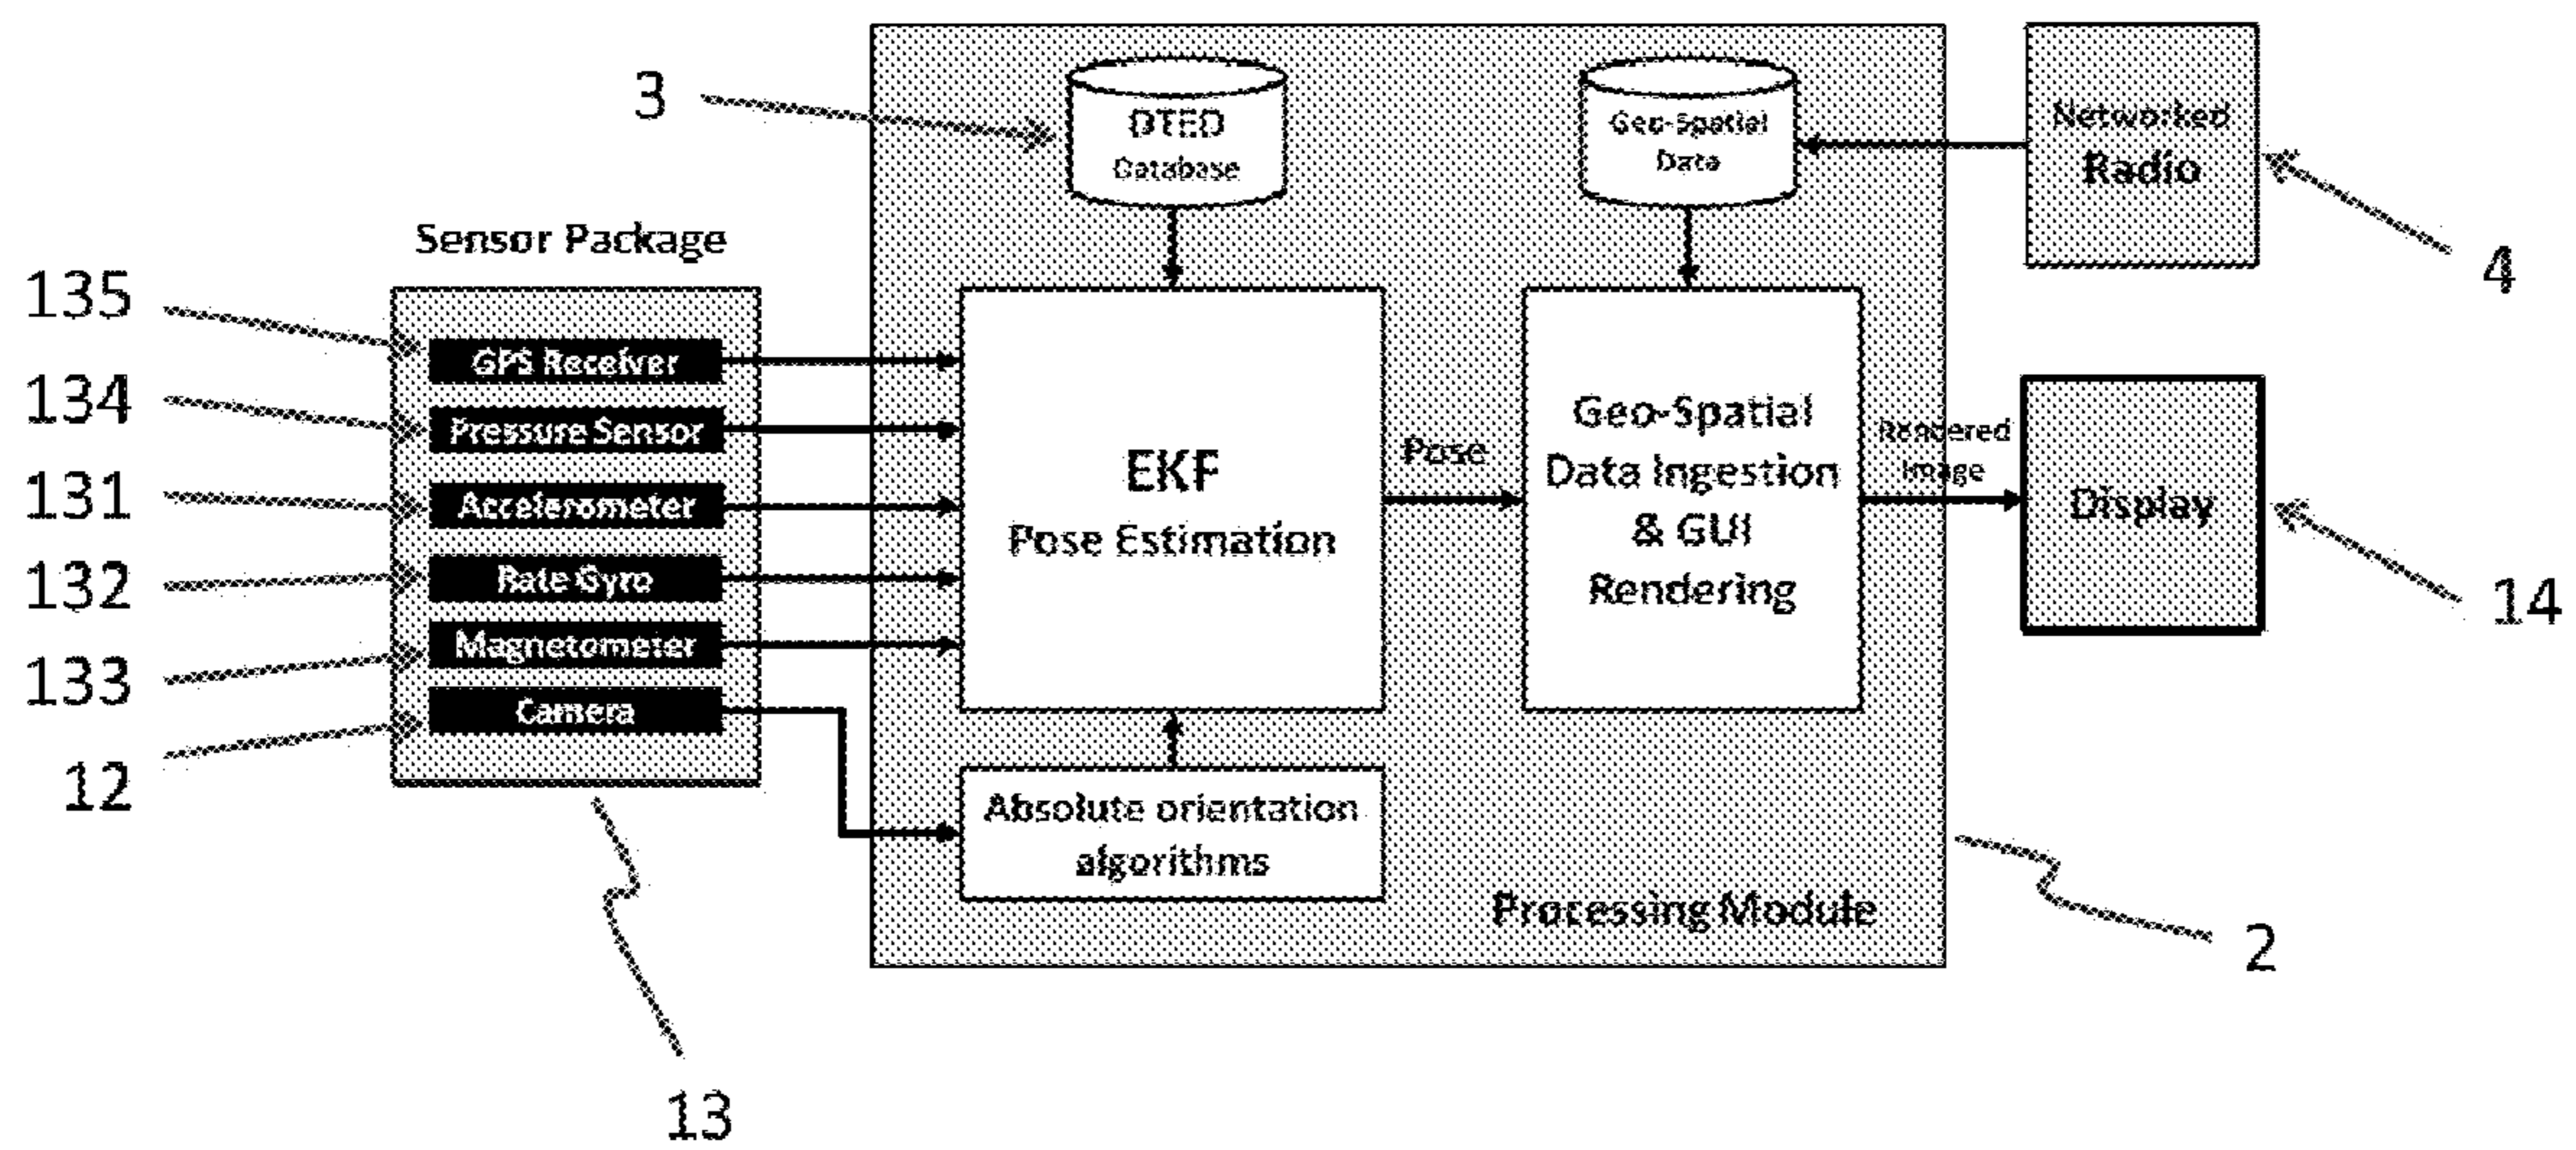 3
DTED
Database
Geo-Spatial
Data
Networked
Radio
4
Sensor Package
135
134
131
132
133
12
GPS Receiver
Pressure Sensor
Accelerometer
Rate Gyro
Magnetometer
Camera
13
EKF
Pose Estimation
Pose
Geo-Spatial
Data Ingestion
& GUI
Rendering
Rendered
Image
Display
14
Absolute orientation
algorithms
Processing Module
2